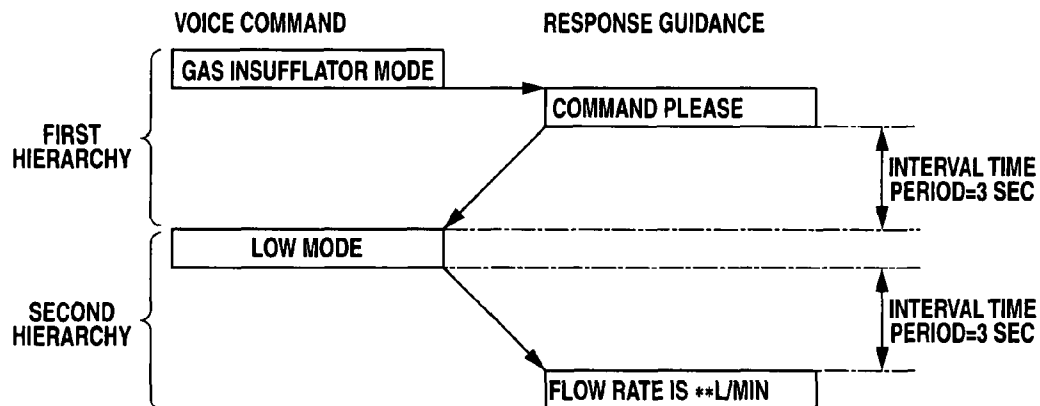 VOICE COMMAND
RESPONSE GUIDANCE
GAS INSUFFLATOR MODE
COMMAND PLEASE
FIRST
HIERARCHY
INTERVAL TIME
PERIOD=3 SEC
LOW MODE
SECOND
HIERARCHY
INTERVAL TIME
PERIOD=3 SEC
FLOW RATE IS **L/MIN